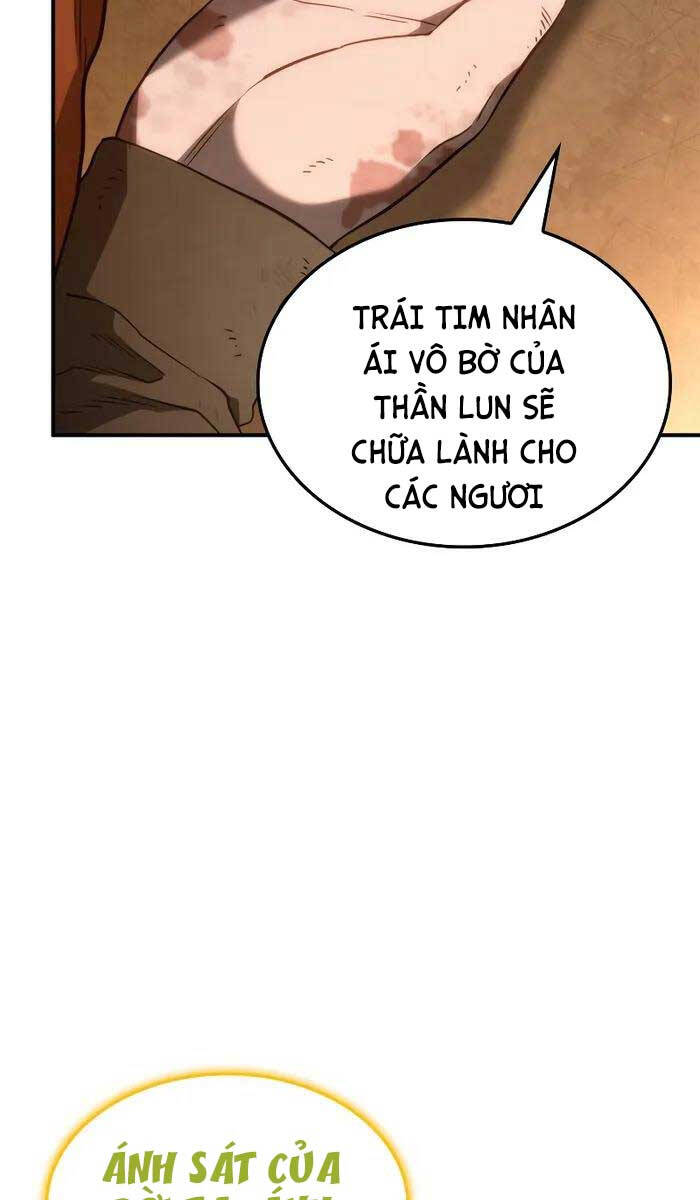 TRÁI TIM NHÂN
ÁI VÔ BỜ CỦA
THẦN LUN SẼ
CHỮA LÀNH CHO
CÁC NGƯƠI
ÁNH SÁT CỦA